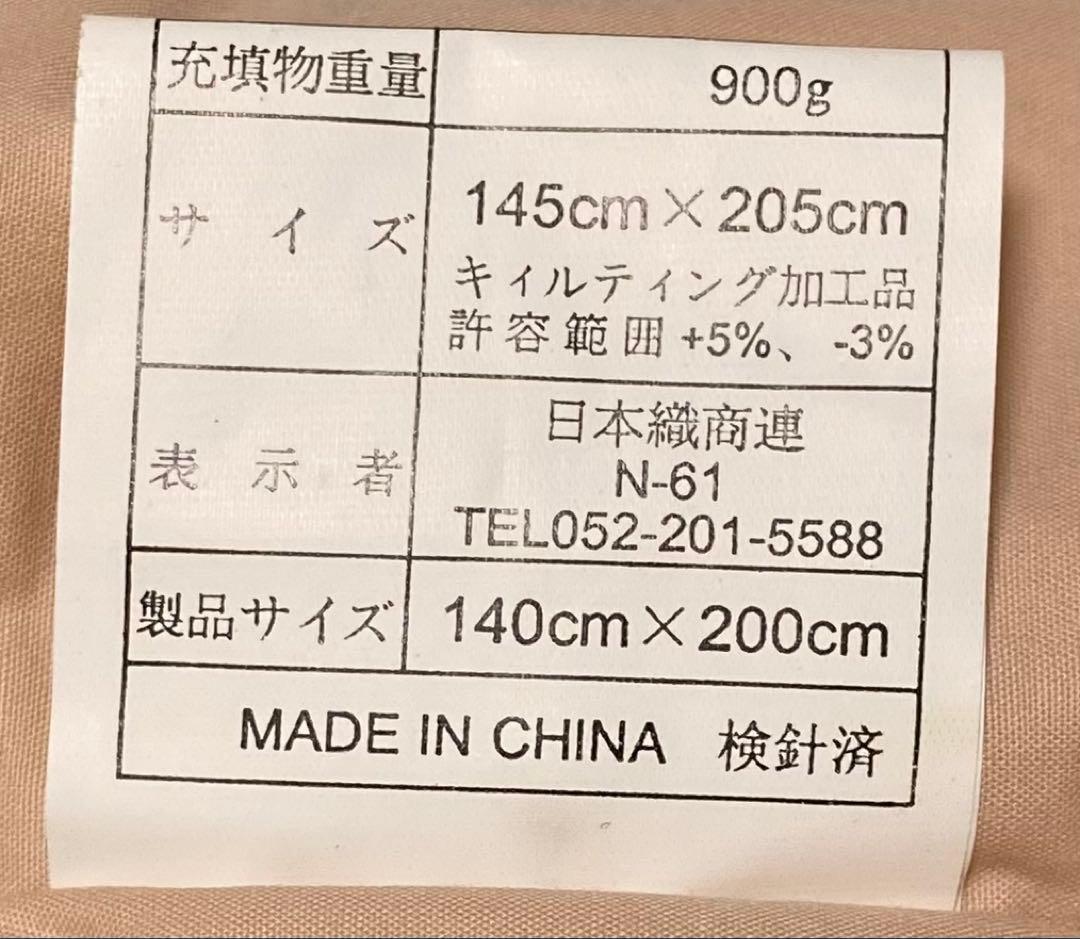 充填物重量 900g
サイズ 145cm×205cm
キィルティング加工品
許容範囲 +5%、 -3%
表示者 日本織商連
N-61
TEL052-201-5588
製品サイズ 140cm×200cm
MADE IN CHINA 検針済